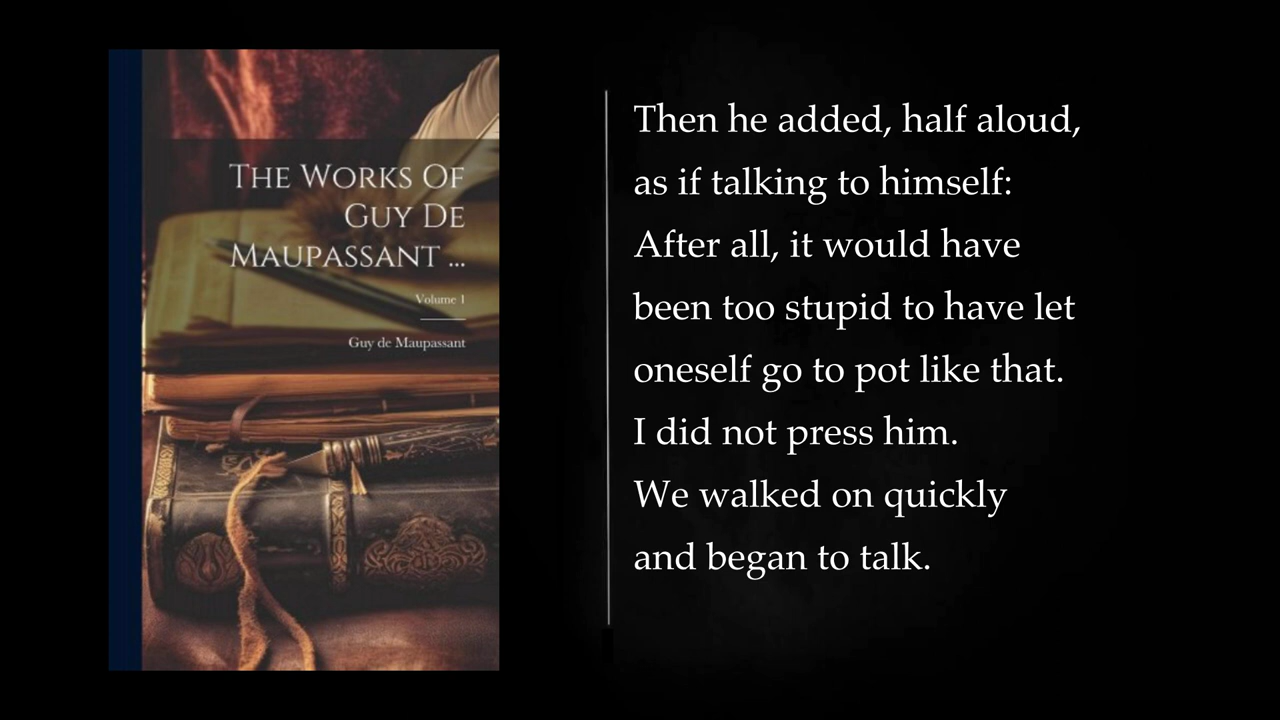 The Works Of
Guy De
Maupassant ...
Volume 1
Guy de Maupassant
Then he added, half aloud,
as if talking to himself:
After all, it would have
been too stupid to have let
oneself go to pot like that.
I did not press him.
We walked on quickly
and began to talk.